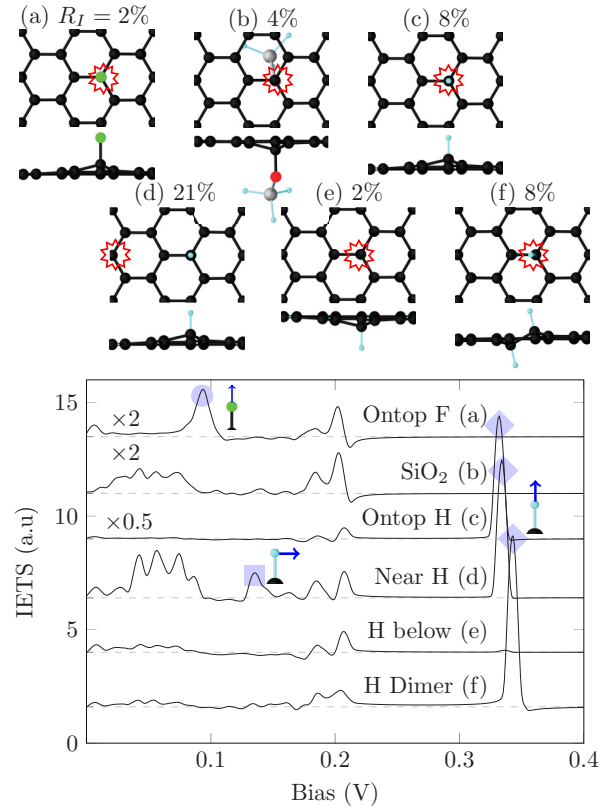 (a) R_I = 2%
(b) 4%
(c) 8%
(d) 21%
(e) 2%
(f) 8%
15
×2
Ontop F (a)
×2
SiO₂ (b)
10
×0.5
Ontop H (c)
IETS (a.u)
Near H (d)
5
H below (e)
H Dimer (f)
0
0.1
0.2
0.3
0.4
Bias (V)